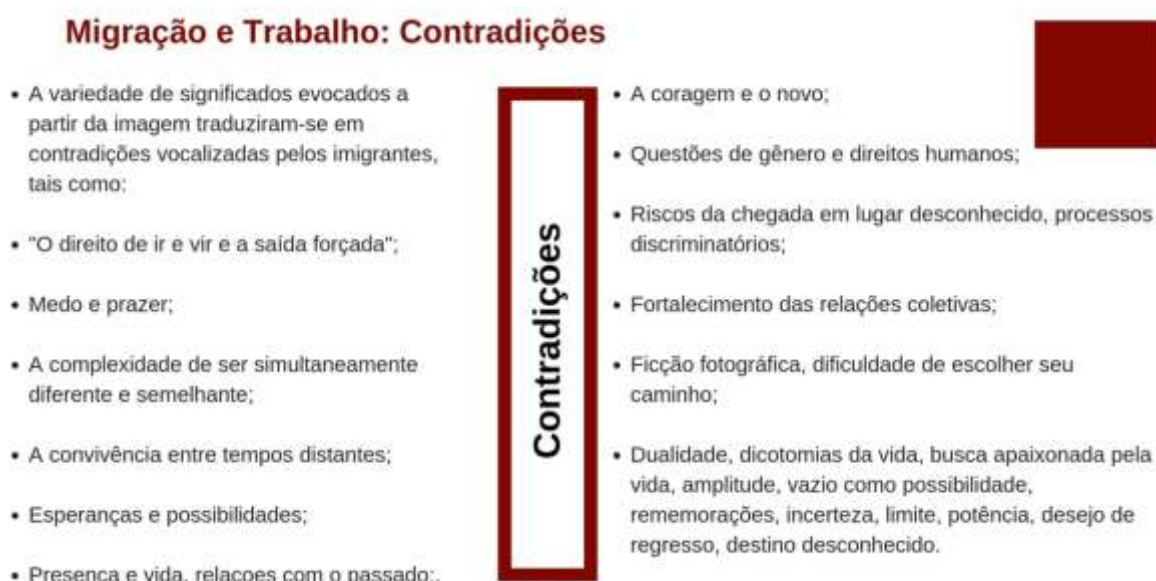 Migração e Trabalho: Contradições
• A variedade de significados evocados a
partir da imagem traduziram-se em
contradições vocalizadas pelos imigrantes,
tais como:
• "O direito de ir e vir e a saída forçada";
• Medo e prazer;
• A complexidade de ser simultaneamente
diferente e semelhante;
• A convivência entre tempos distantes;
• Esperanças e possibilidades;
• Presença e vida, relações com o passado;.
Contradições
• A coragem e o novo;
• Questões de gênero e direitos humanos;
• Riscos da chegada em lugar desconhecido, processos
discriminatórios;
• Fortalecimento das relações coletivas;
• Ficção fotográfica, dificuldade de escolher seu
caminho;
• Dualidade, dicotomias da vida, busca apaixonada pela
vida, amplitude, vazio como possibilidade,
rememorações, incerteza, limite, potência, desejo de
regresso, destino desconhecido.